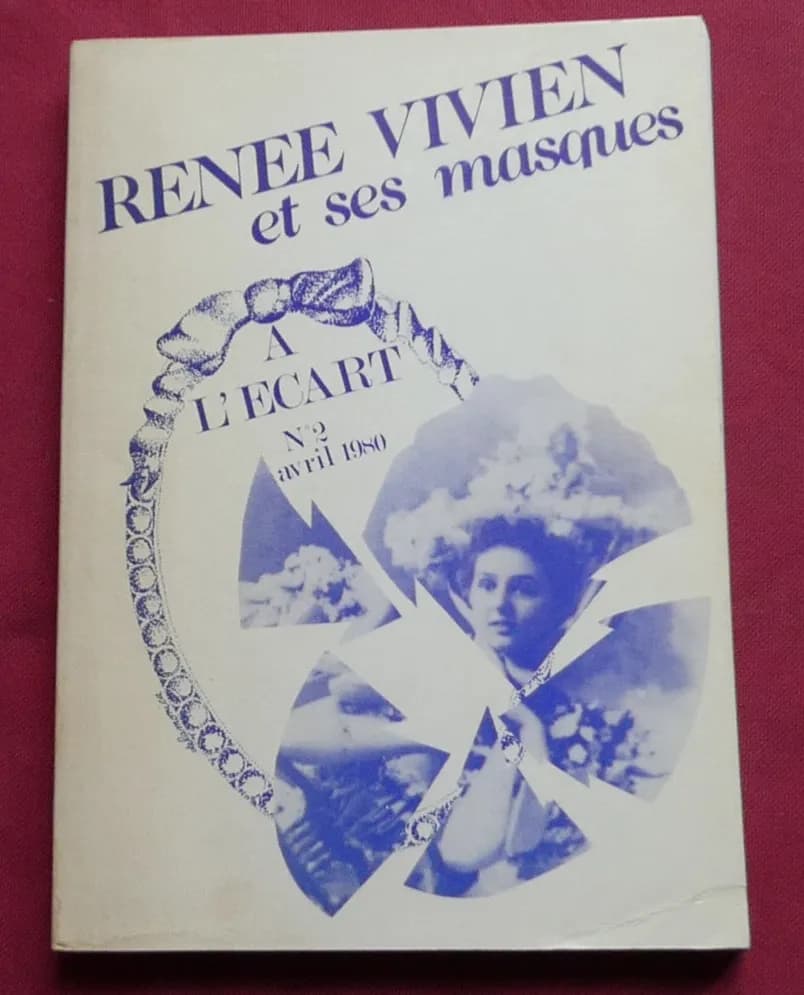 RENEE VIVIEN
et ses masques
A
L'ECART
N°2
avril 1980